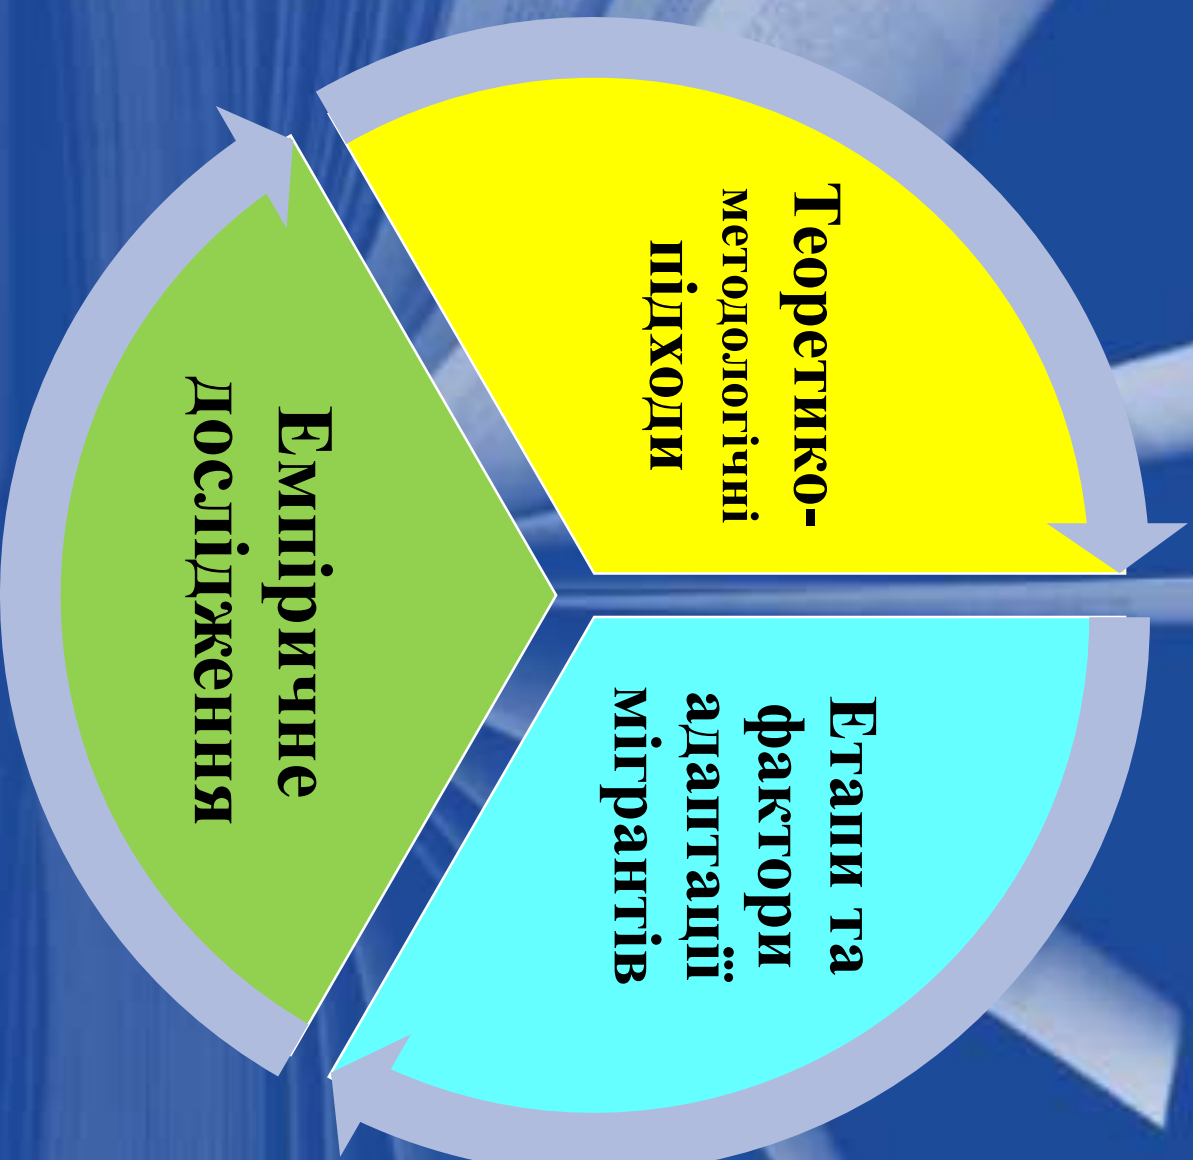 Теоретико-
методологічні
підходи
Етапи та
фактори
адаптації
мігрантів
Емпіричне
дослідження